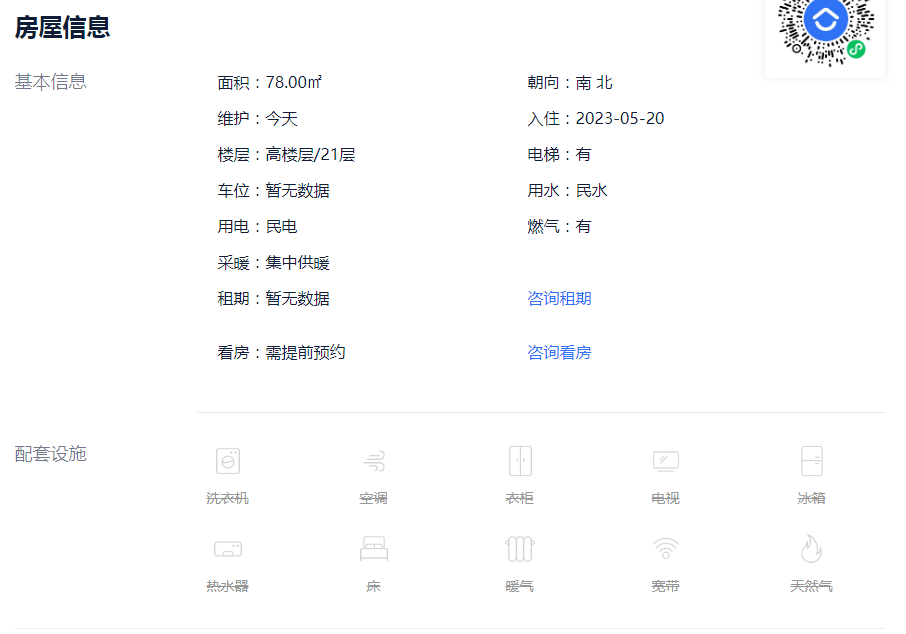 房屋信息
基本信息
面积：78.00㎡ 朝向：南 北
维护：今天 入住：2023-05-20
楼层：高楼层/21层 电梯：有
车位：暂无数据 用水：民水
用电：民电 燃气：有
采暖：集中供暖
租期：暂无数据 咨询租期
看房：需提前预约 咨询看房
配套设施
洗衣机 空调 衣柜 电视 冰箱
热水器 床 暖气 宽带 天然气